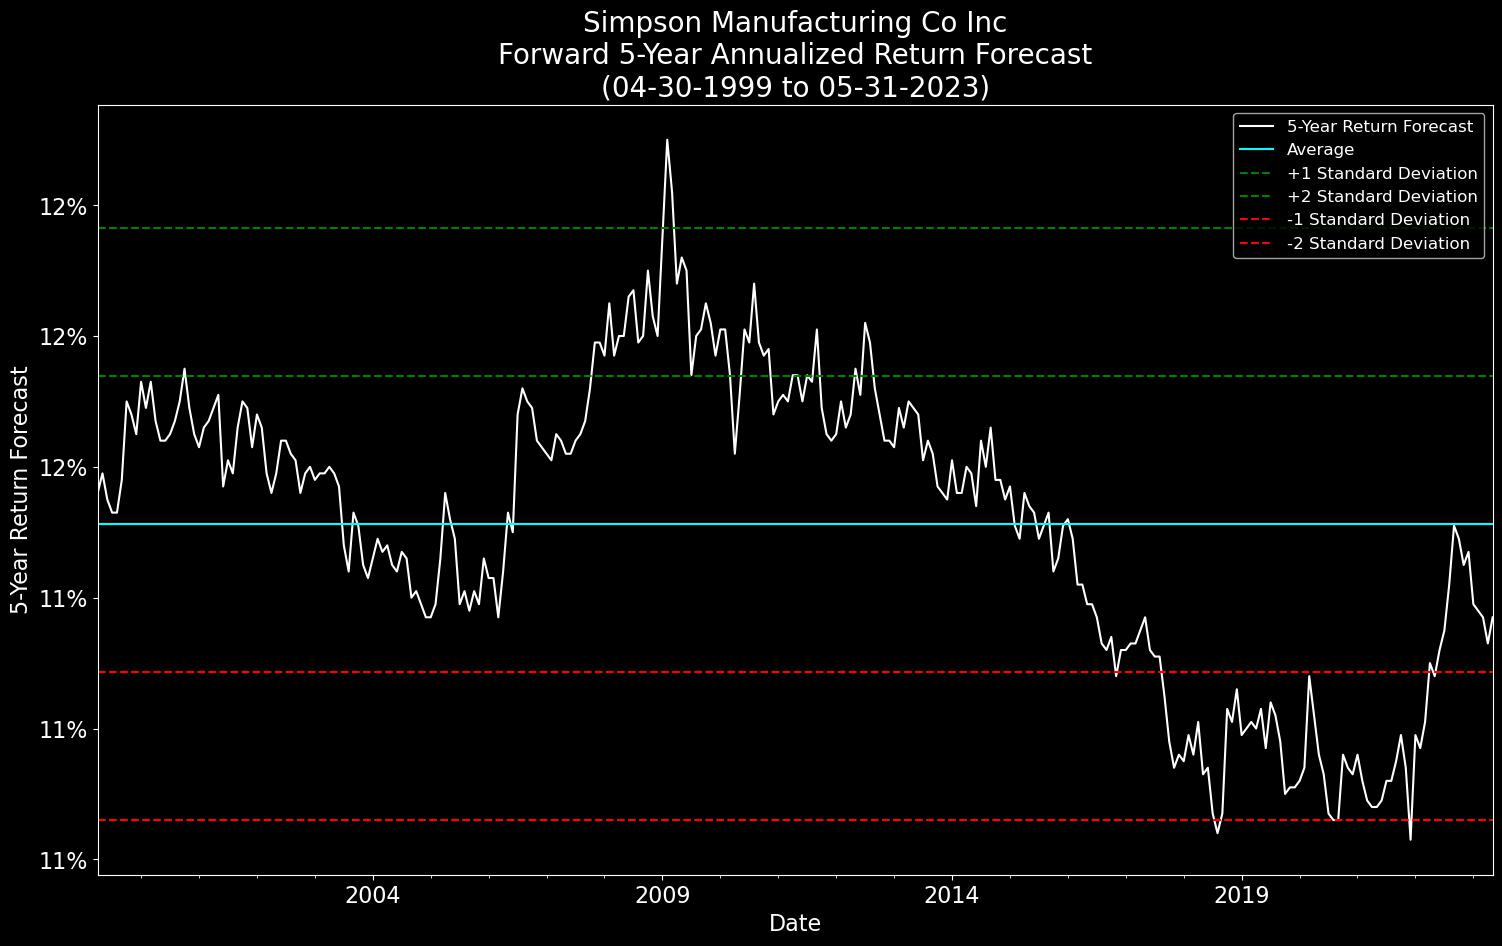 Simpson Manufacturing Co Inc
Forward 5-Year Annualized Return Forecast
(04-30-1999 to 05-31-2023)
5-Year Return Forecast
Average
+1 Standard Deviation
+2 Standard Deviation
-1 Standard Deviation
-2 Standard Deviation
12%
12%
12%
11%
11%
11%
5-Year Return Forecast
2004
2009
2014
2019
Date